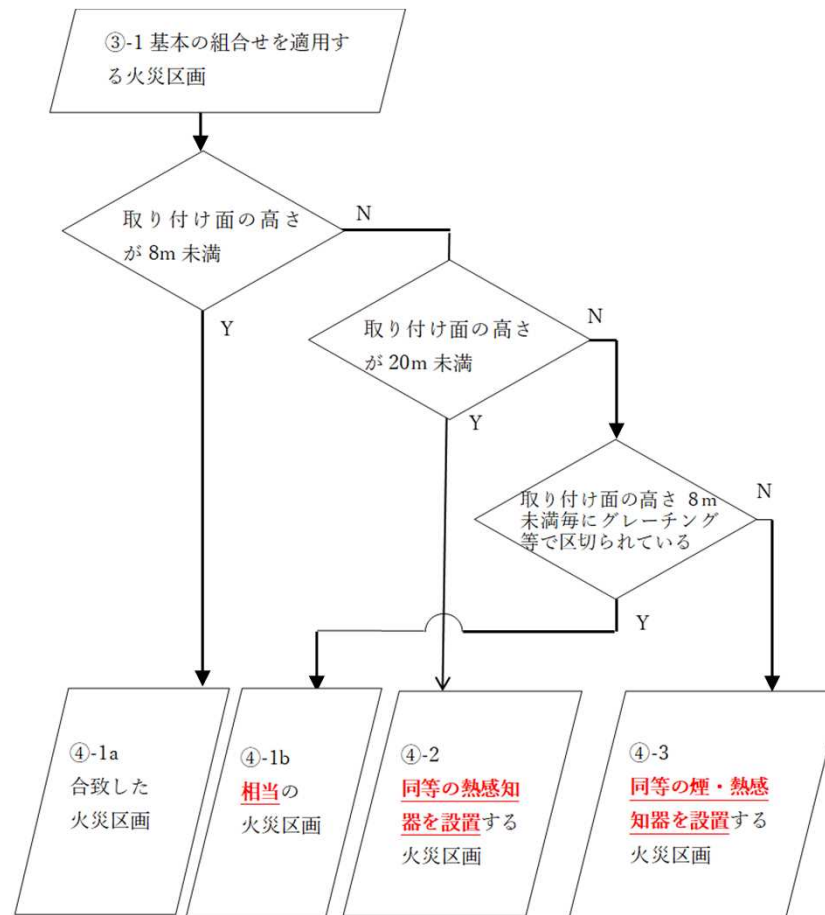 ③-1 基本の組合せを適用す
る火災区画
取り付け面の高さ
が 8m 未満
N
Y
取り付け面の高さ
が 20m 未満
N
Y
取り付け面の高さ 8m
未満毎にグレーチング
等で区切られている
N
Y
④-1a
合致した
火災区画
④-1b
相当の
火災区画
④-2
同等の熱感知
器を設置する
火災区画
④-3
同等の煙・熱感
知器を設置する
火災区画